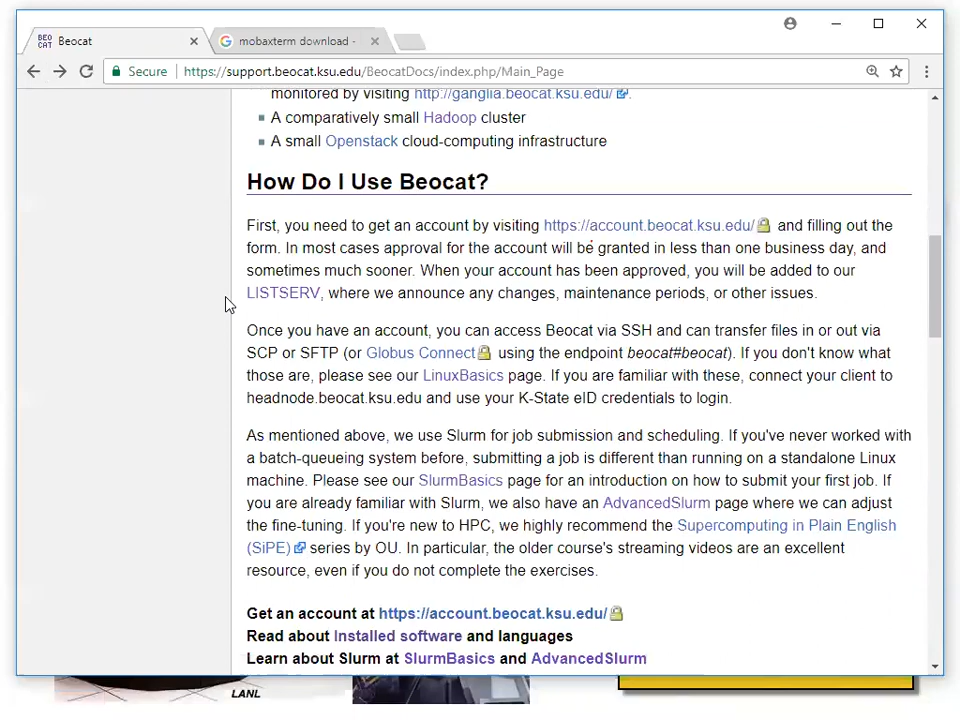 BEO CAT Beocat
mobaxterm download -
Secure https://support.beocat.ksu.edu/BeocatDocs/index.php/Main_Page
monitored by visiting http://ganglia.beocat.ksu.edu/.
A comparatively small Hadoop cluster
A small Openstack cloud-computing infrastructure
How Do I Use Beocat?
First, you need to get an account by visiting https://account.beocat.ksu.edu/ and filling out the
form. In most cases approval for the account will be granted in less than one business day, and
sometimes much sooner. When your account has been approved, you will be added to our
LISTSERV, where we announce any changes, maintenance periods, or other issues.
Once you have an account, you can access Beocat via SSH and can transfer files in or out via
SCP or SFTP (or Globus Connect using the endpoint beocat#beocat). If you don't know what
those are, please see our LinuxBasics page. If you are familiar with these, connect your client to
headnode.beocat.ksu.edu and use your K-State eID credentials to login.
As mentioned above, we use Slurm for job submission and scheduling. If you've never worked with
a batch-queueing system before, submitting a job is different than running on a standalone Linux
machine. Please see our SlurmBasics page for an introduction on how to submit your first job. If
you are already familiar with Slurm, we also have an AdvancedSlurm page where we can adjust
the fine-tuning. If you're new to HPC, we highly recommend the Supercomputing in Plain English
(SiPE) series by OU. In particular, the older course's streaming videos are an excellent
resource, even if you do not complete the exercises.
Get an account at https://account.beocat.ksu.edu/
Read about Installed software and languages
Learn about Slurm at SlurmBasics and AdvancedSlurm
LANL